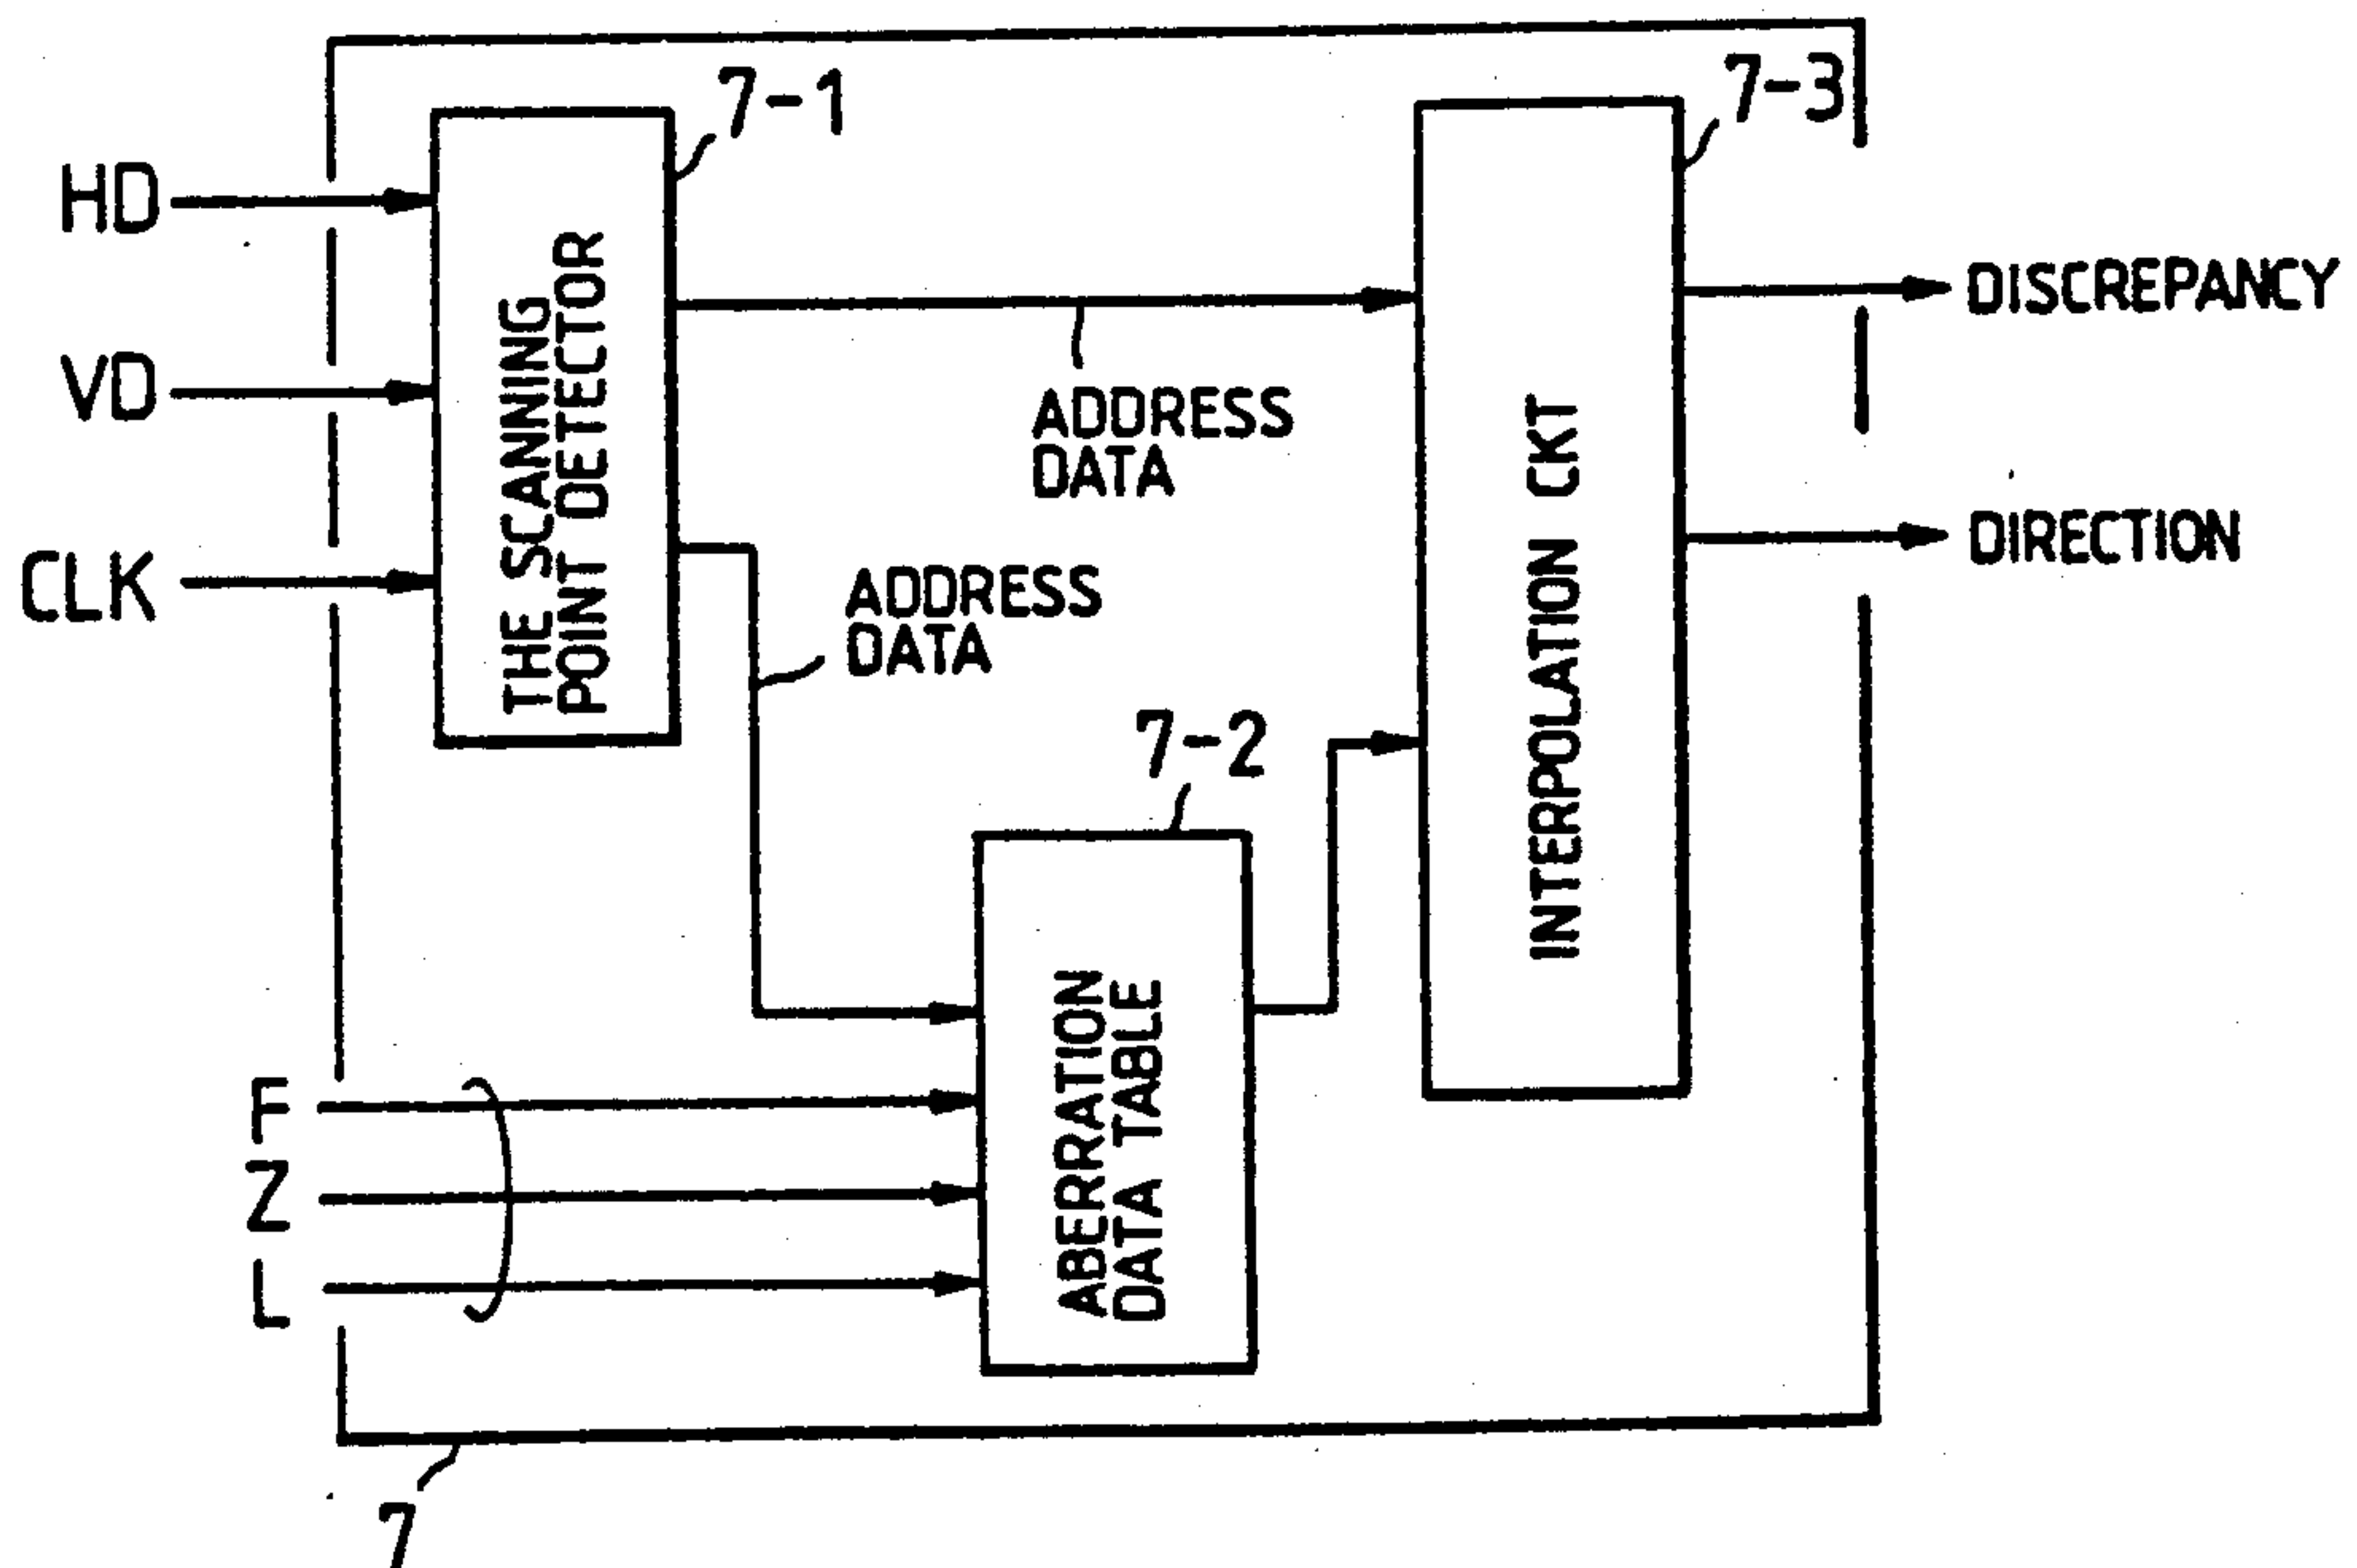 7-1
7-3
HD
VD
CLK
THE SCANNING
POINT DETECTOR
ADDRESS
DATA
ADDRESS
DATA
INTERPOLATION CKT
DISCREPANCY
DIRECTION
7-2
ABERRATION
DATA TABLE
F
Z
L
7